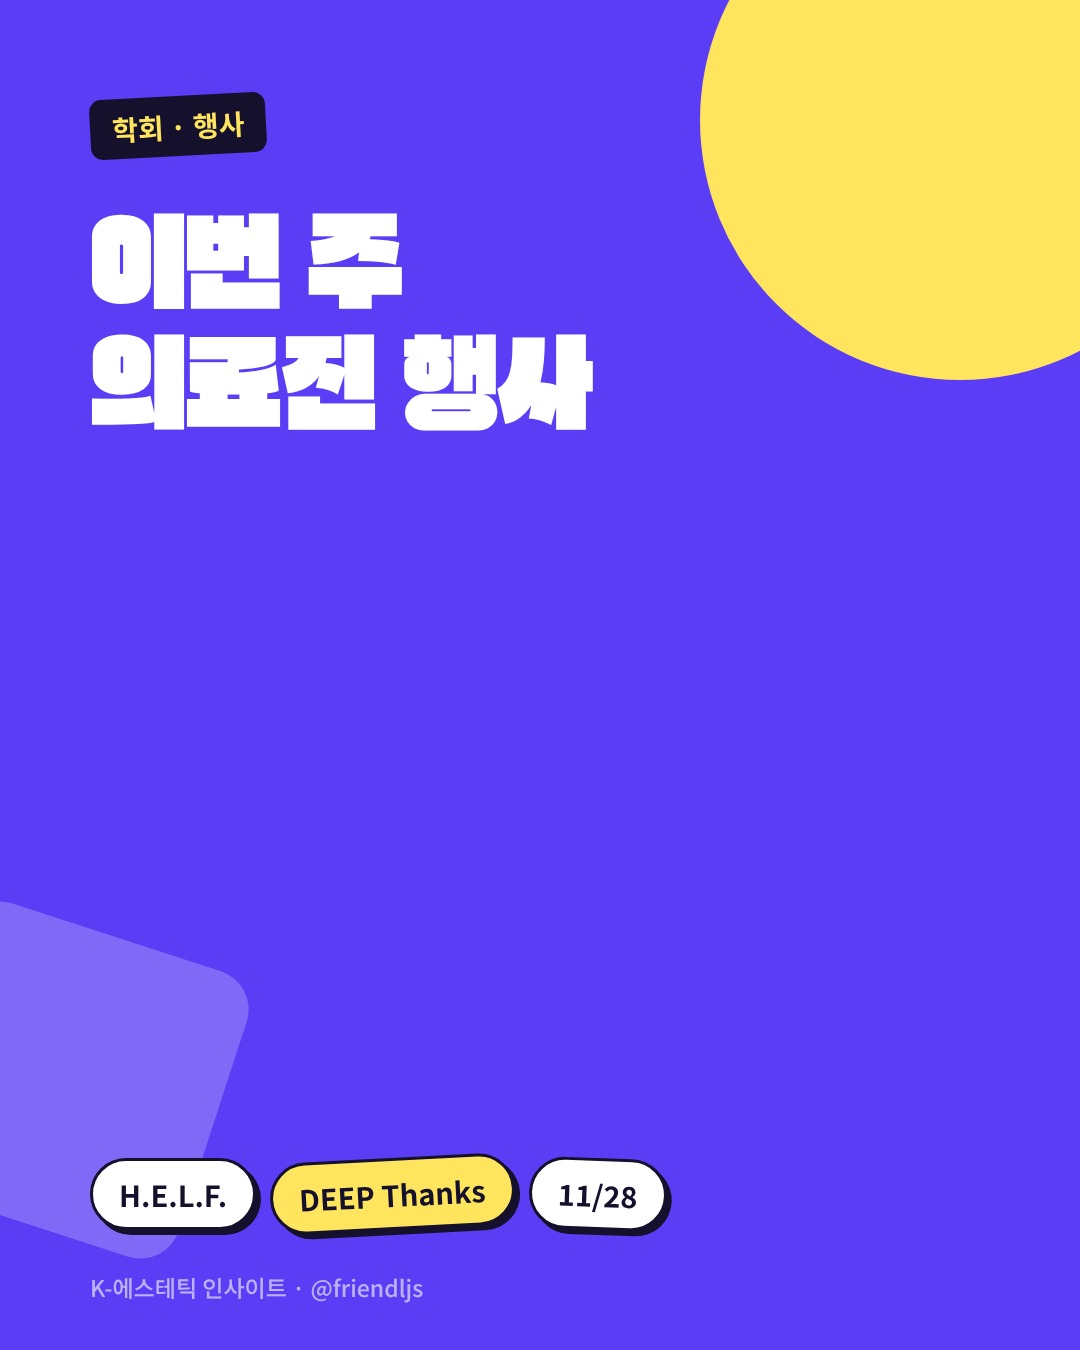 학회 · 행사
이번 주
의료진 행사
H.E.L.F.
DEEP Thanks
11/28
K-에스테틱 인사이트 · @friendljs